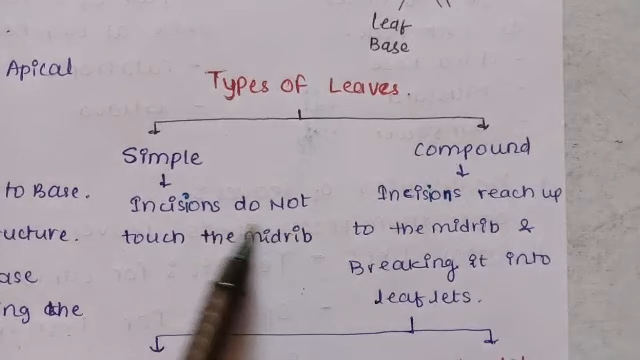 Leaf
Base
Apical
Types of Leaves.
Simple
Compound
Incisions do NOT
touch the midrib
Incisions reach up
to the midrib &
Breaking it into
leaflets.
to Base.
ucture.
ase
ing the